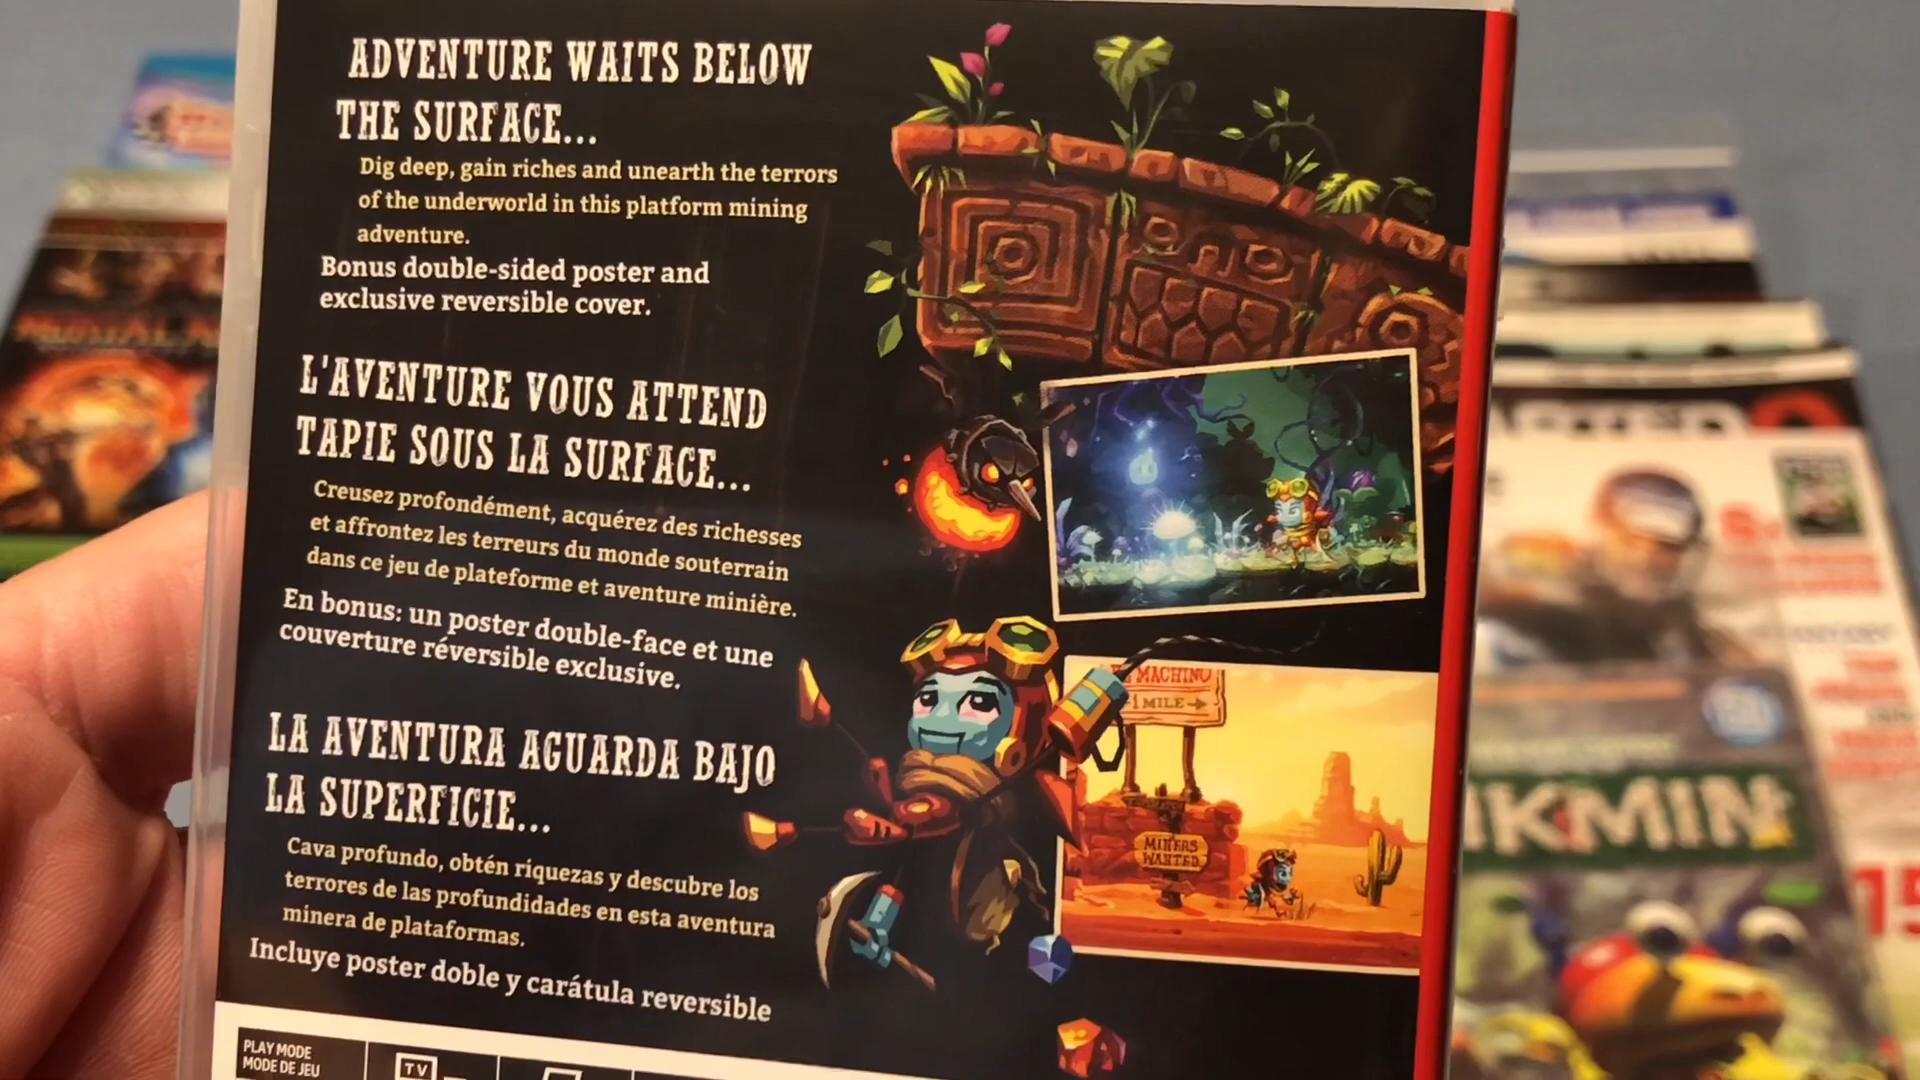 ADVENTURE WAITS BELOW
THE SURFACE...
Dig deep, gain riches and unearth the terrors
of the underworld in this platform mining
adventure.
Bonus double-sided poster and
exclusive reversible cover.
L'AVENTURE VOUS ATTEND
TAPIE SOUS LA SURFACE...
Creusez profondément, acquérez des richesses
et affrontez les terreurs du monde souterrain
dans ce jeu de plateforme et aventure minière.
En bonus: un poster double-face et une
couverture réversible exclusive.
LA AVENTURA AGUARDA BAJO
LA SUPERFICIE...
Cava profundo, obtén riquezas y descubre los
terrores de las profundidades en esta aventura
minera de plataformas.
Incluye poster doble y carátula reversible
PLAY MODE
MODE DE JEU
TV
MACHINO
1 MILE
MINERS
WANTED
IKMIN
15